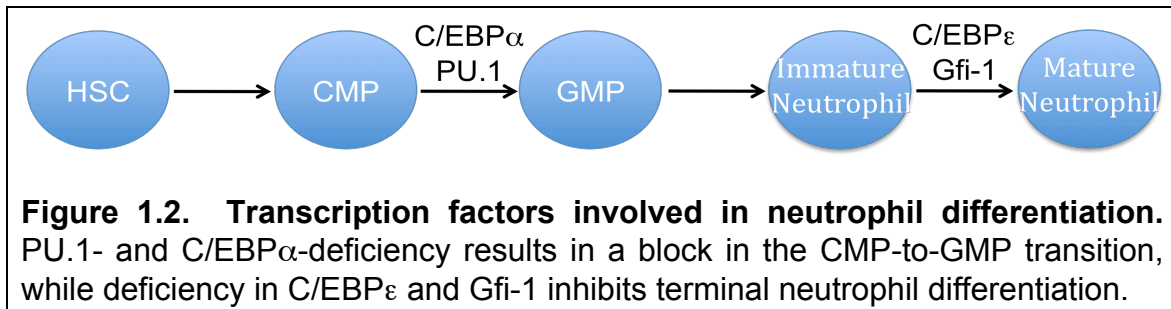 C/EBPα
PU.1
C/EBPε
Gfi-1
HSC
CMP
GMP
Immature
Neutrophil
Mature
Neutrophil
Figure 1.2. Transcription factors involved in neutrophil differentiation.
PU.1- and C/EBPα-deficiency results in a block in the CMP-to-GMP transition,
while deficiency in C/EBPε and Gfi-1 inhibits terminal neutrophil differentiation.